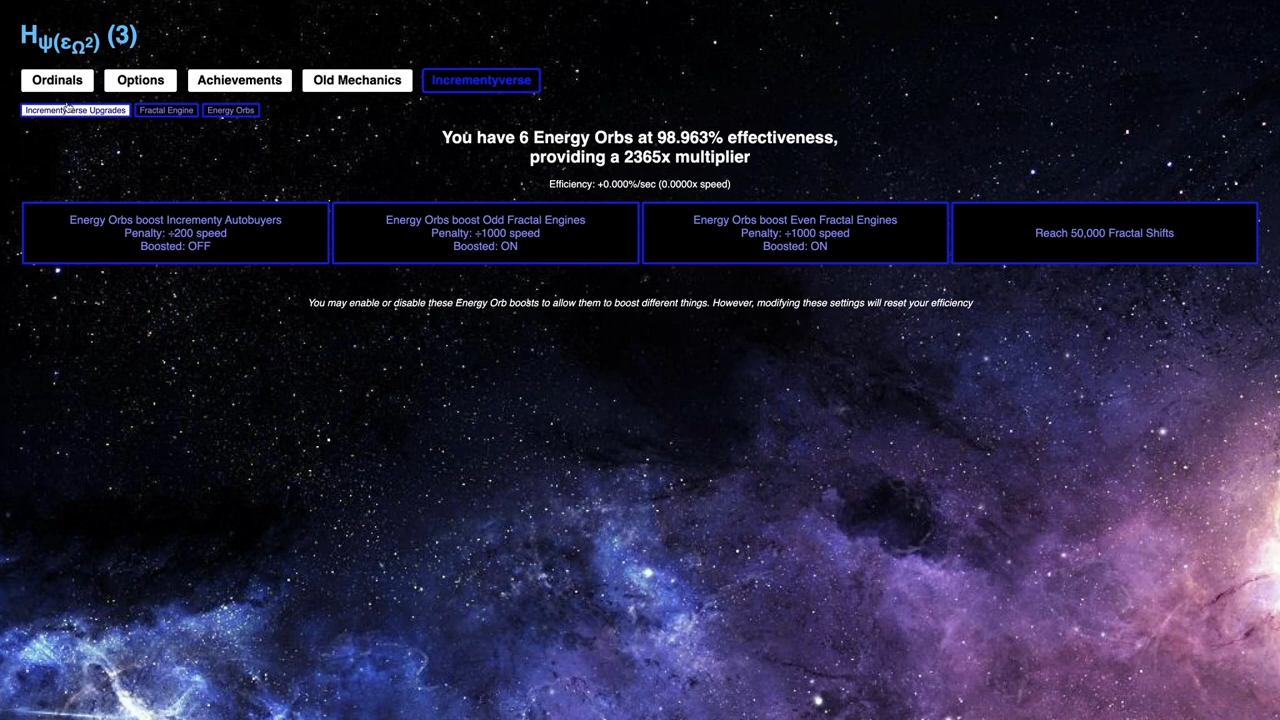 Hψ(εΩ²) (3)
Ordinals Options Achievements Old Mechanics Incrementyverse
Incrementyverse Upgrades Fractal Engine Energy Orbs
You have 6 Energy Orbs at 98.963% effectiveness,
providing a 2365x multiplier
Efficiency: +0.000%/sec (0.0000x speed)
Energy Orbs boost Incrementy Autobuyers
Penalty: ÷200 speed
Boosted: OFF
Energy Orbs boost Odd Fractal Engines
Penalty: ÷1000 speed
Boosted: ON
Energy Orbs boost Even Fractal Engines
Penalty: ÷1000 speed
Boosted: ON
Reach 50,000 Fractal Shifts
You may enable or disable these Energy Orb boosts to allow them to boost different things. However, modifying these settings will reset your efficiency